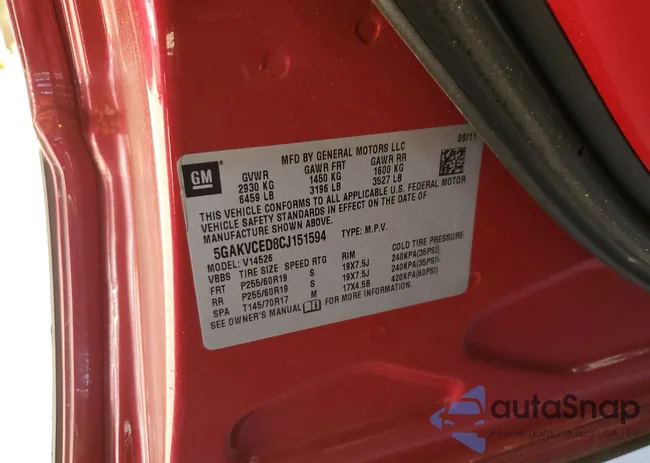 MFD BY GENERAL MOTORS LLC 09/11
GM
GVWR GAWR FRT GAWR RR
2930 KG 1450 KG 1600 KG
6459 LB 3196 LB 3527 LB
THIS VEHICLE CONFORMS TO ALL APPLICABLE U.S. FEDERAL MOTOR
VEHICLE SAFETY STANDARDS IN EFFECT ON THE DATE OF
MANUFACTURE SHOWN ABOVE.
5GAKVCED8CJ151594 TYPE: M.P.V.
MODEL: V14526
VBBS TIRE SIZE SPEED RTG RIM COLD TIRE PRESSURE
FRT P255/60R19 S 19X7.5J 240KPA(35PSI)
RR P255/60R19 S 19X7.5J 240KPA(35PSI)
SPA T145/70R17 M 17X4.5B 420KPA(60PSI)
SEE OWNER'S MANUAL FOR MORE INFORMATION.
autaSnap